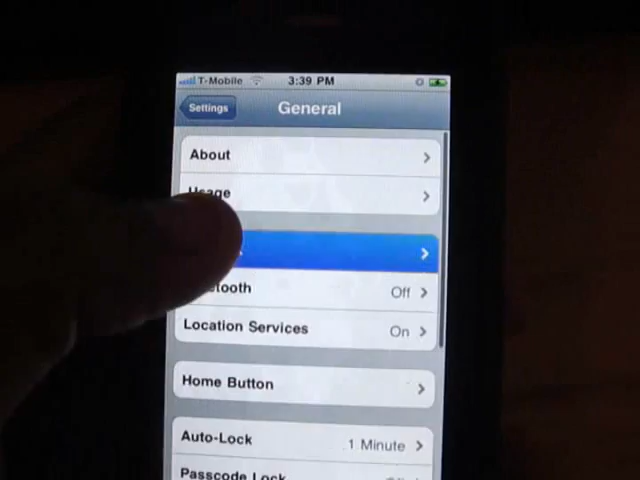 T-Mobile 3:39 PM
Settings General
About
Usage
Off
Location Services On
Home Button
Auto-Lock 1 Minute
Passcode Lock